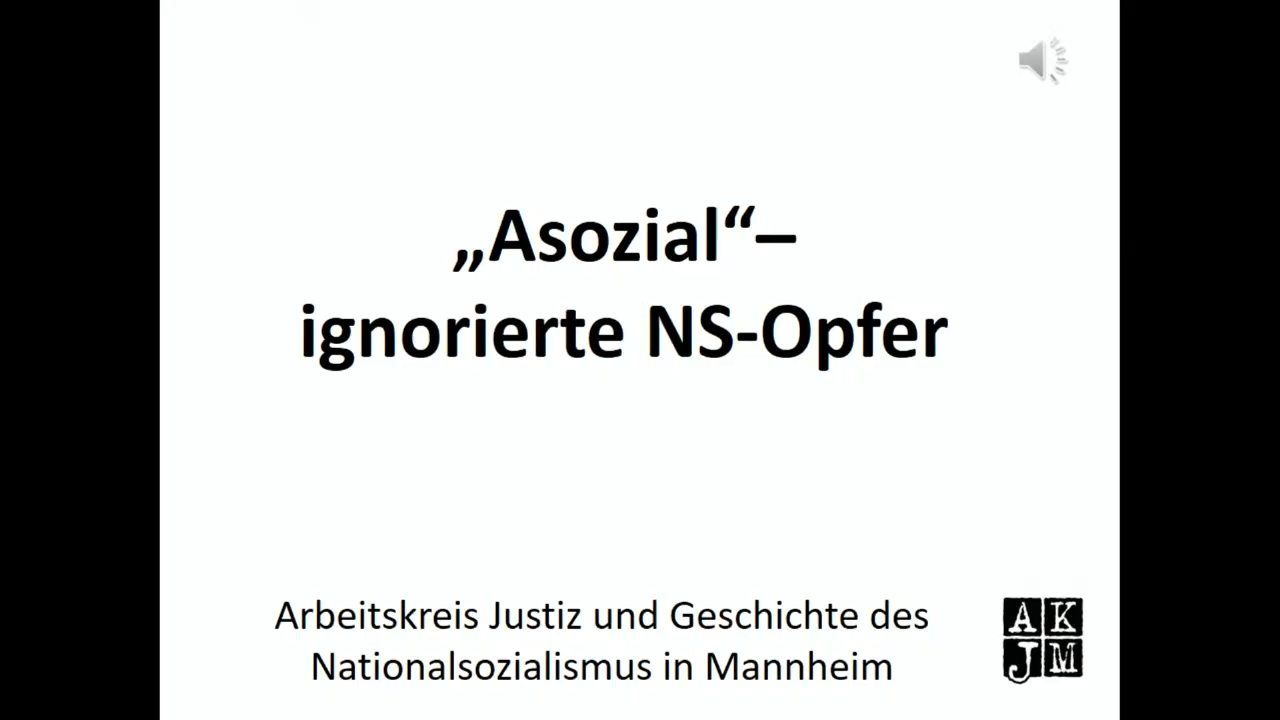 „Asozial“–
ignorierte NS-Opfer
Arbeitskreis Justiz und Geschichte des
Nationalsozialismus in Mannheim
AK
JM